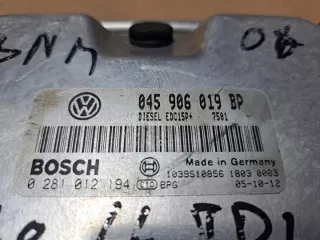 BNM
045 906 019 BP
DIESEL EDC15P+ 7501
BOSCH
Made in Germany
1039S10856 1803 0083
0 281 012 194 BPG 05-10-12
TDI